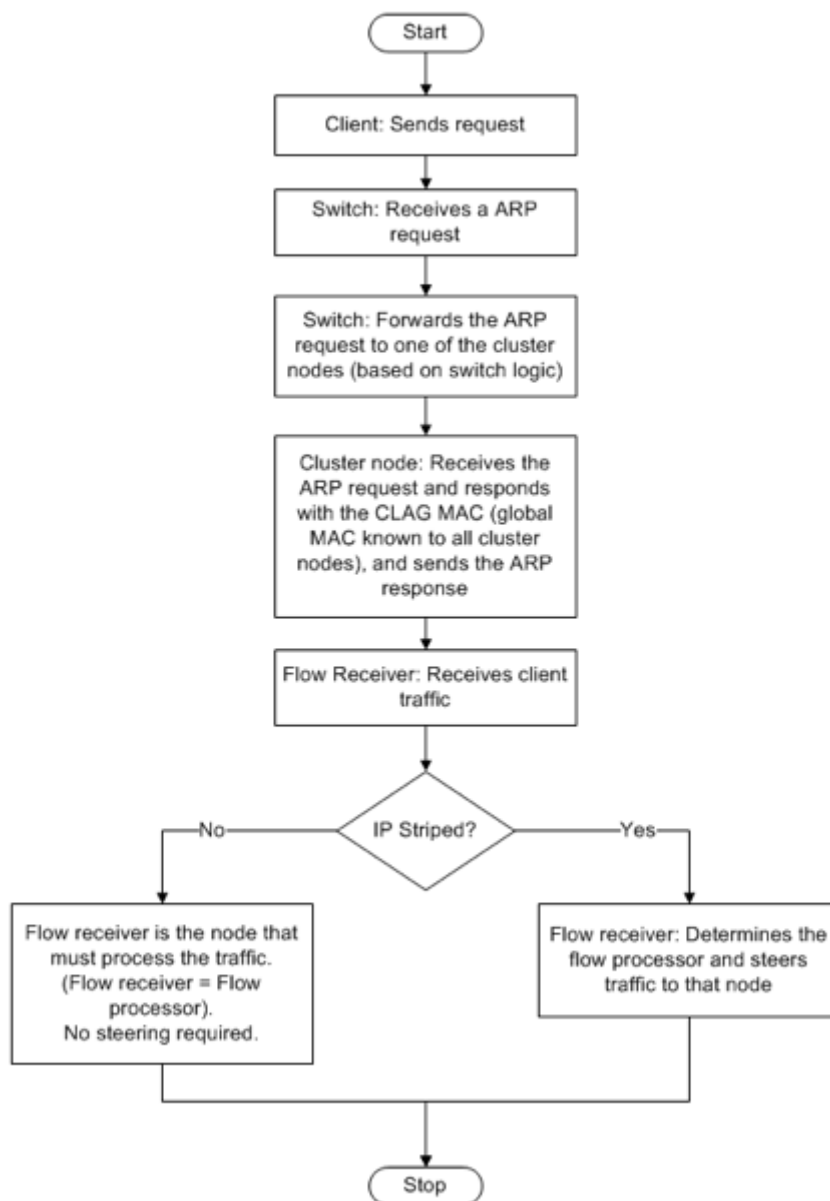 Start
Client: Sends request
Switch: Receives a ARP
request
Switch: Forwards the ARP
request to one of the cluster
nodes (based on switch logic)
Cluster node: Receives the
ARP request and responds
with the CLAG MAC (global
MAC known to all cluster
nodes), and sends the ARP
response
Flow Receiver: Receives client
traffic
IP Striped?
No
Yes
Flow receiver is the node that
must process the traffic.
(Flow receiver = Flow
processor).
No steering required.
Flow receiver: Determines the
flow processor and steers
traffic to that node
Stop